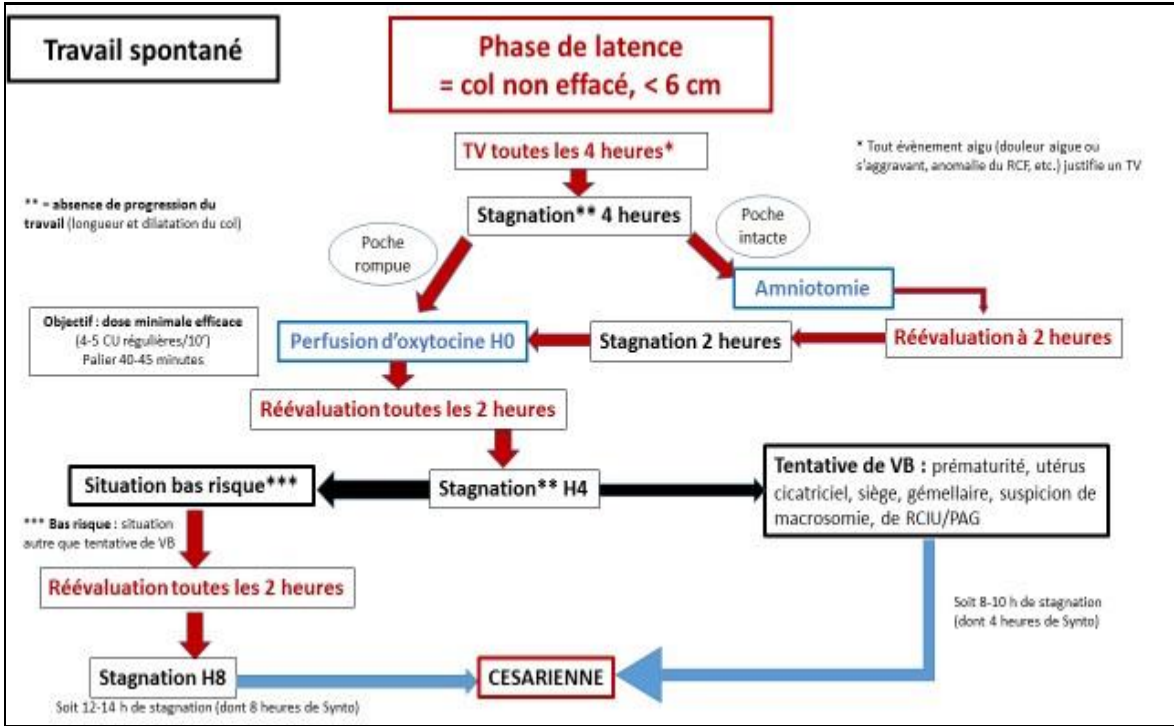 Travail spontané
Phase de latence
= col non effacé, < 6 cm
TV toutes les 4 heures*
* Tout évènement aigu (douleur aigue ou
s'aggravant, anomalie du RCF, etc.) justifie un TV
** = absence de progression du
travail (longueur et dilatation du col)
Stagnation** 4 heures
Poche
rompue
Poche
intacte
Amniotomie
Objectif : dose minimale efficace
(4-5 CU régulières/10')
Palier 40-45 minutes
Perfusion d'oxytocine H0
Stagnation 2 heures
Réévaluation à 2 heures
Réévaluation toutes les 2 heures
Situation bas risque***
Stagnation** H4
Tentative de VB : prématurité, utérus
cicatriciel, siège, gémellaire, suspicion de
macrosomie, de RCIU/PAG
*** Bas risque : situation
autre que tentative de VB
Réévaluation toutes les 2 heures
Soit 8-10 h de stagnation
(dont 4 heures de Synto)
Stagnation H8
CESARIENNE
Soit 12-14 h de stagnation (dont 8 heures de Synto)